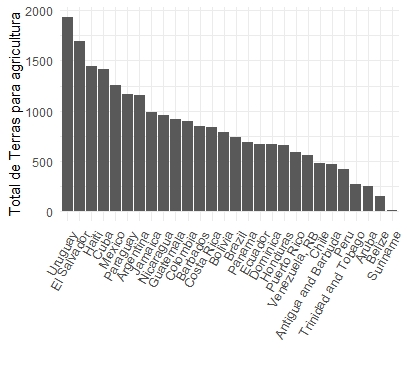 Total de Terras para agricultura
2000
1500
1000
500
0
Uruguay
El Salvador
Haiti
Cuba
Mexico
Paraguay
Argentina
Jamaica
Nicaragua
Guatemala
Colombia
Barbados
Costa Rica
Bolivia
Brazil
Panama
Ecuador
Dominica
Honduras
Puerto Rico
Venezuela, RB
Chile
Antigua and Barbuda
Peru
Trinidad and Tobago
Aruba
Belize
Suriname